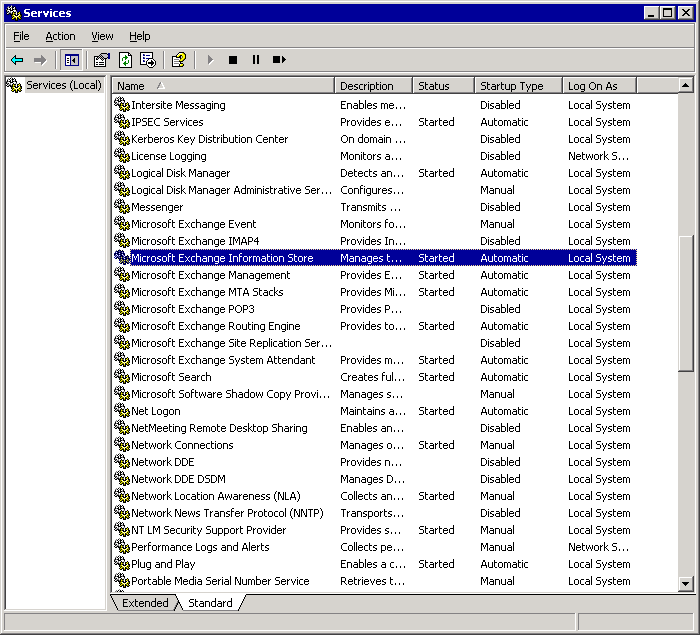 Services
File Action View Help
Services (Local)
Name Description Status Startup Type Log On As
Intersite Messaging Enables me... Disabled Local System
IPSEC Services Provides e... Started Automatic Local System
Kerberos Key Distribution Center On domain ... Disabled Local System
License Logging Monitors a... Disabled Network S...
Logical Disk Manager Detects an... Started Automatic Local System
Logical Disk Manager Administrative Ser... Configures... Manual Local System
Messenger Transmits ... Disabled Local System
Microsoft Exchange Event Monitors fo... Manual Local System
Microsoft Exchange IMAP4 Provides In... Disabled Local System
Microsoft Exchange Information Store Manages t... Started Automatic Local System
Microsoft Exchange Management Provides E... Started Automatic Local System
Microsoft Exchange MTA Stacks Provides Mi... Started Automatic Local System
Microsoft Exchange POP3 Provides P... Disabled Local System
Microsoft Exchange Routing Engine Provides to... Started Automatic Local System
Microsoft Exchange Site Replication Ser... Disabled Local System
Microsoft Exchange System Attendant Provides m... Started Automatic Local System
Microsoft Search Creates ful... Started Automatic Local System
Microsoft Software Shadow Copy Provi... Manages s... Manual Local System
Net Logon Maintains a... Started Automatic Local System
NetMeeting Remote Desktop Sharing Enables an... Disabled Local System
Network Connections Manages o... Started Manual Local System
Network DDE Provides n... Disabled Local System
Network DDE DSDM Manages D... Disabled Local System
Network Location Awareness (NLA) Collects an... Started Manual Local System
Network News Transfer Protocol (NNTP) Transports... Disabled Local System
NT LM Security Support Provider Provides s... Started Manual Local System
Performance Logs and Alerts Collects pe... Manual Network S...
Plug and Play Enables a c... Started Automatic Local System
Portable Media Serial Number Service Retrieves t... Manual Local System
Extended Standard